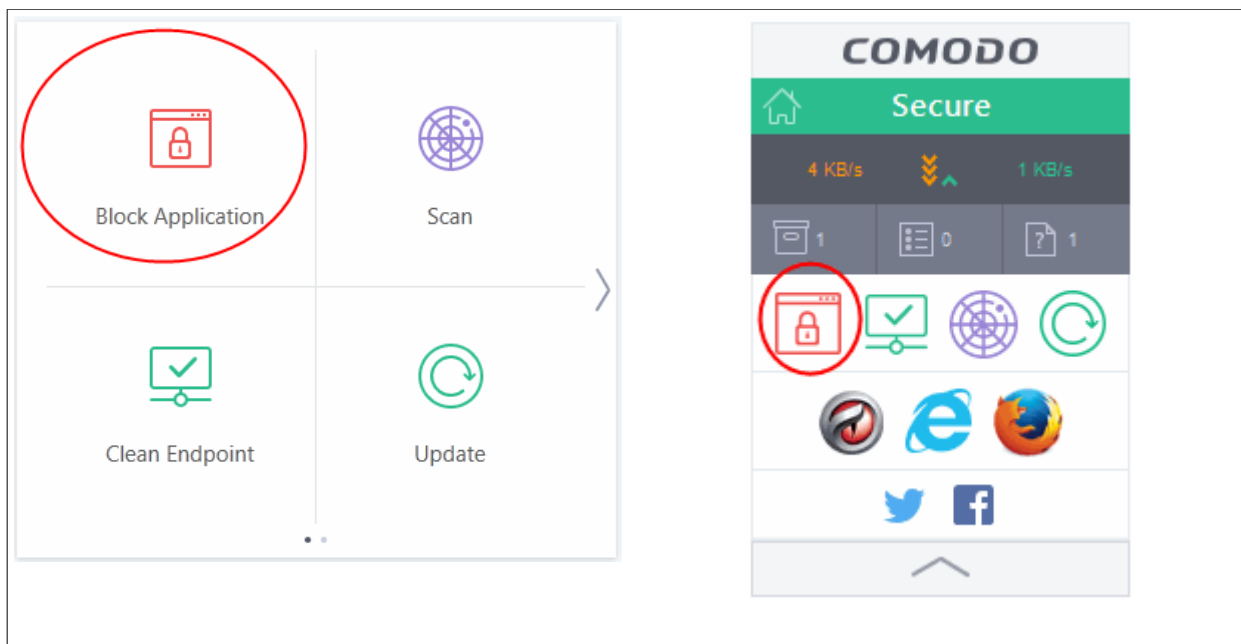 Block Application
Scan
Clean Endpoint
Update
COMODO
Secure
4 KB/s 1 KB/s
1 0 ? 1